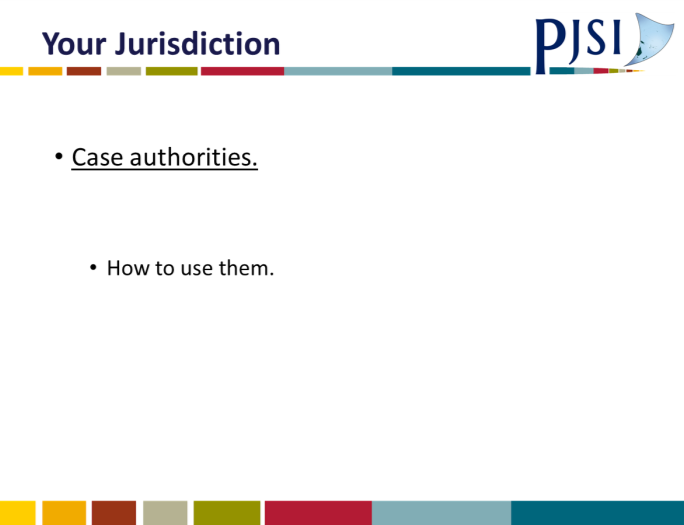 Your Jurisdiction
PJSI
• Case authorities.
• How to use them.